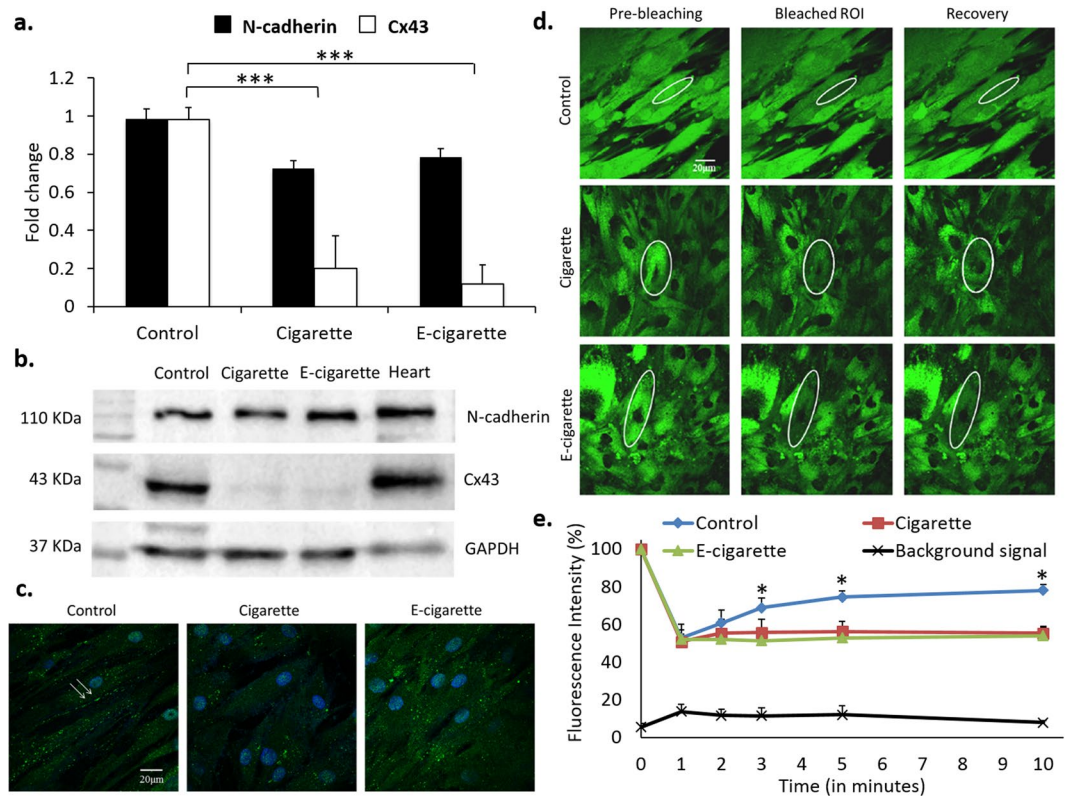 a.
N-cadherin Cx43
***
***
1.2
1
0.8
0.6
0.4
0.2
0
Fold change
Control Cigarette E-cigarette
b.
Control Cigarette E-cigarette Heart
110 KDa N-cadherin
43 KDa Cx43
37 KDa GAPDH
c.
Control Cigarette E-cigarette
20μm
d.
Pre-bleaching Bleached ROI Recovery
Control
20μm
Cigarette
E-cigarette
e.
Control Cigarette
E-cigarette Background signal
* * *
100
80
60
40
20
0
Fluorescence Intensity (%)
0 1 2 3 4 5 6 7 8 9 10
Time (in minutes)